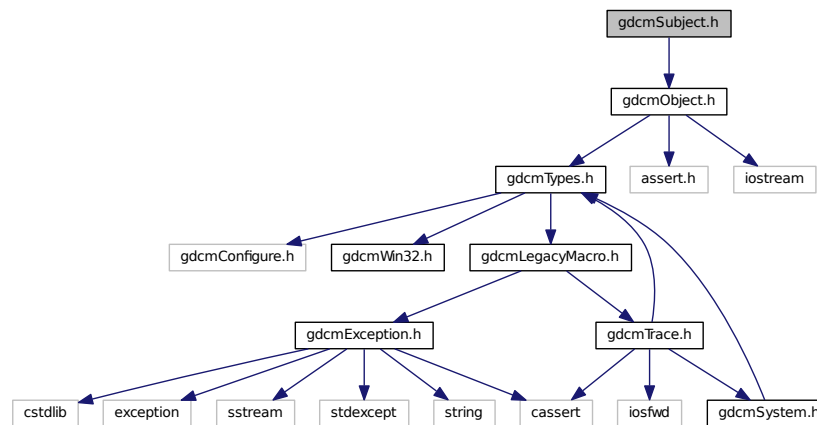 gdcmSubject.h
gdcmObject.h
gdcmTypes.h
assert.h
iostream
gdcmConfigure.h
gdcmWin32.h
gdcmLegacyMacro.h
gdcmException.h
gdcmTrace.h
cstdlib
exception
sstream
stdexcept
string
cassert
iosfwd
gdcmSystem.h